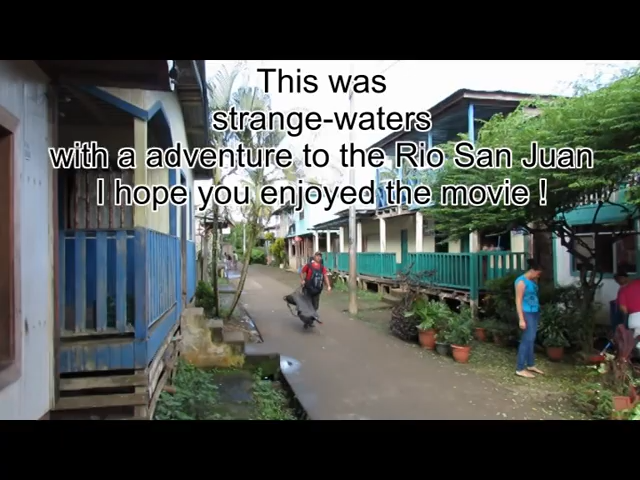 This was
strange-waters
with a adventure to the Rio San Juan
I hope you enjoyed the movie !